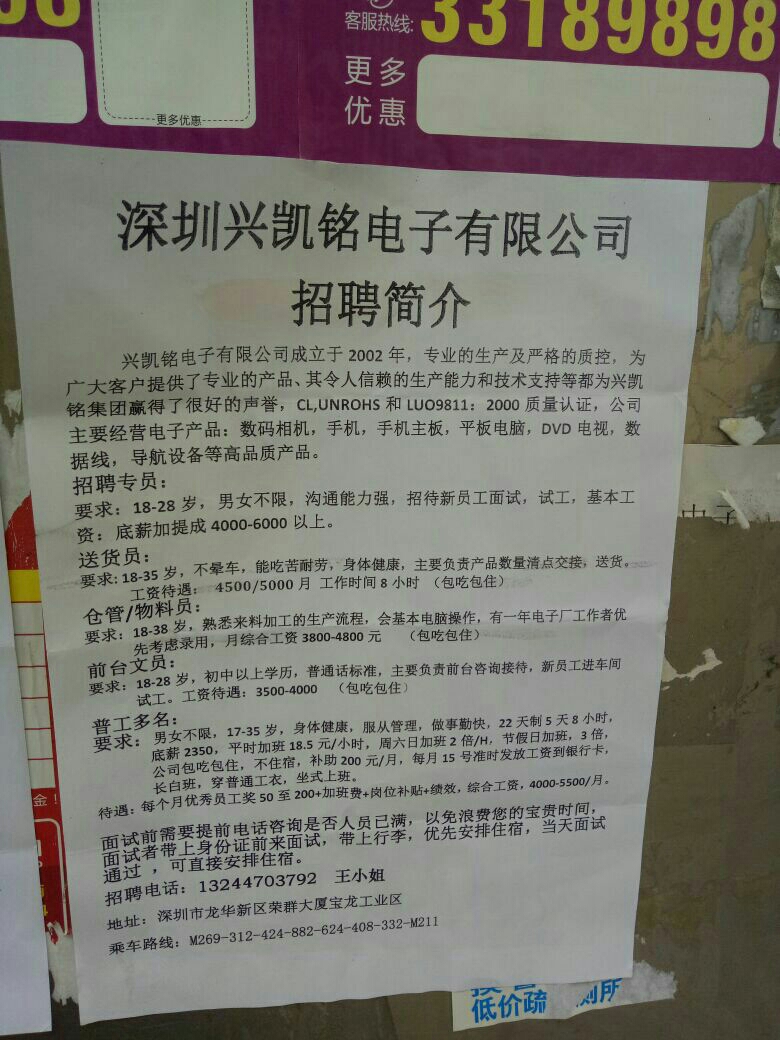 客服热线: 33189898
更多
优惠
更多优惠
深圳兴凯铭电子有限公司
招聘简介
兴凯铭电子有限公司成立于 2002 年，专业的生产及严格的质控，为
广大客户提供了专业的产品、其令人信赖的生产能力和技术支持等都为兴凯
铭集团赢得了很好的声誉，CL,UNROHS 和 LUO9811：2000 质量认证，公司
主要经营电子产品：数码相机，手机，手机主板，平板电脑，DVD 电视，数
据线，导航设备等高品质产品。
招聘专员：
要求：18-28 岁，男女不限，沟通能力强，招待新员工面试，试工，基本工
资：底薪加提成 4000-6000 以上。
送货员：
要求: 18-35 岁，不晕车，能吃苦耐劳，身体健康，主要负责产品数量清点交接，送货。
工资待遇： 4500/5000 月 工作时间 8 小时 （包吃包住）
仓管/物料员：
要求：18-38 岁，熟悉来料加工的生产流程，会基本电脑操作，有一年电子厂工作者优
先考虑录用，月综合工资 3800-4800 元 （包吃包住）
前台文员：
要求：18-28 岁，初中以上学历，普通话标准，主要负责前台咨询接待，新员工进车间
试工。工资待遇：3500-4000 （包吃包住）
普工多名：
要求： 男女不限，17-35 岁，身体健康，服从管理，做事勤快，22 天制 5 天 8 小时，
底薪 2350，平时加班 18.5 元/小时，周六日加班 2 倍/H，节假日加班，3 倍，
公司包吃包住，不住宿，补助 200 元/月，每月 15 号准时发放工资到银行卡，
长白班，穿普通工衣，坐式上班。
待遇：每个月优秀员工奖 50 至 200+加班费+岗位补贴+绩效，综合工资，4000-5500/月。
面试前需要提前电话咨询是否人员已满，以免浪费您的宝贵时间，
面试者带上身份证前来面试，带上行李，优先安排住宿，当天面试
通过 ，可直接安排住宿。
招聘电话：13244703792 王小姐
地址：深圳市龙华新区荣群大厦宝龙工业区
乘车路线：M269-312-424-882-624-408-332-M211
金！
低价疏 厕所